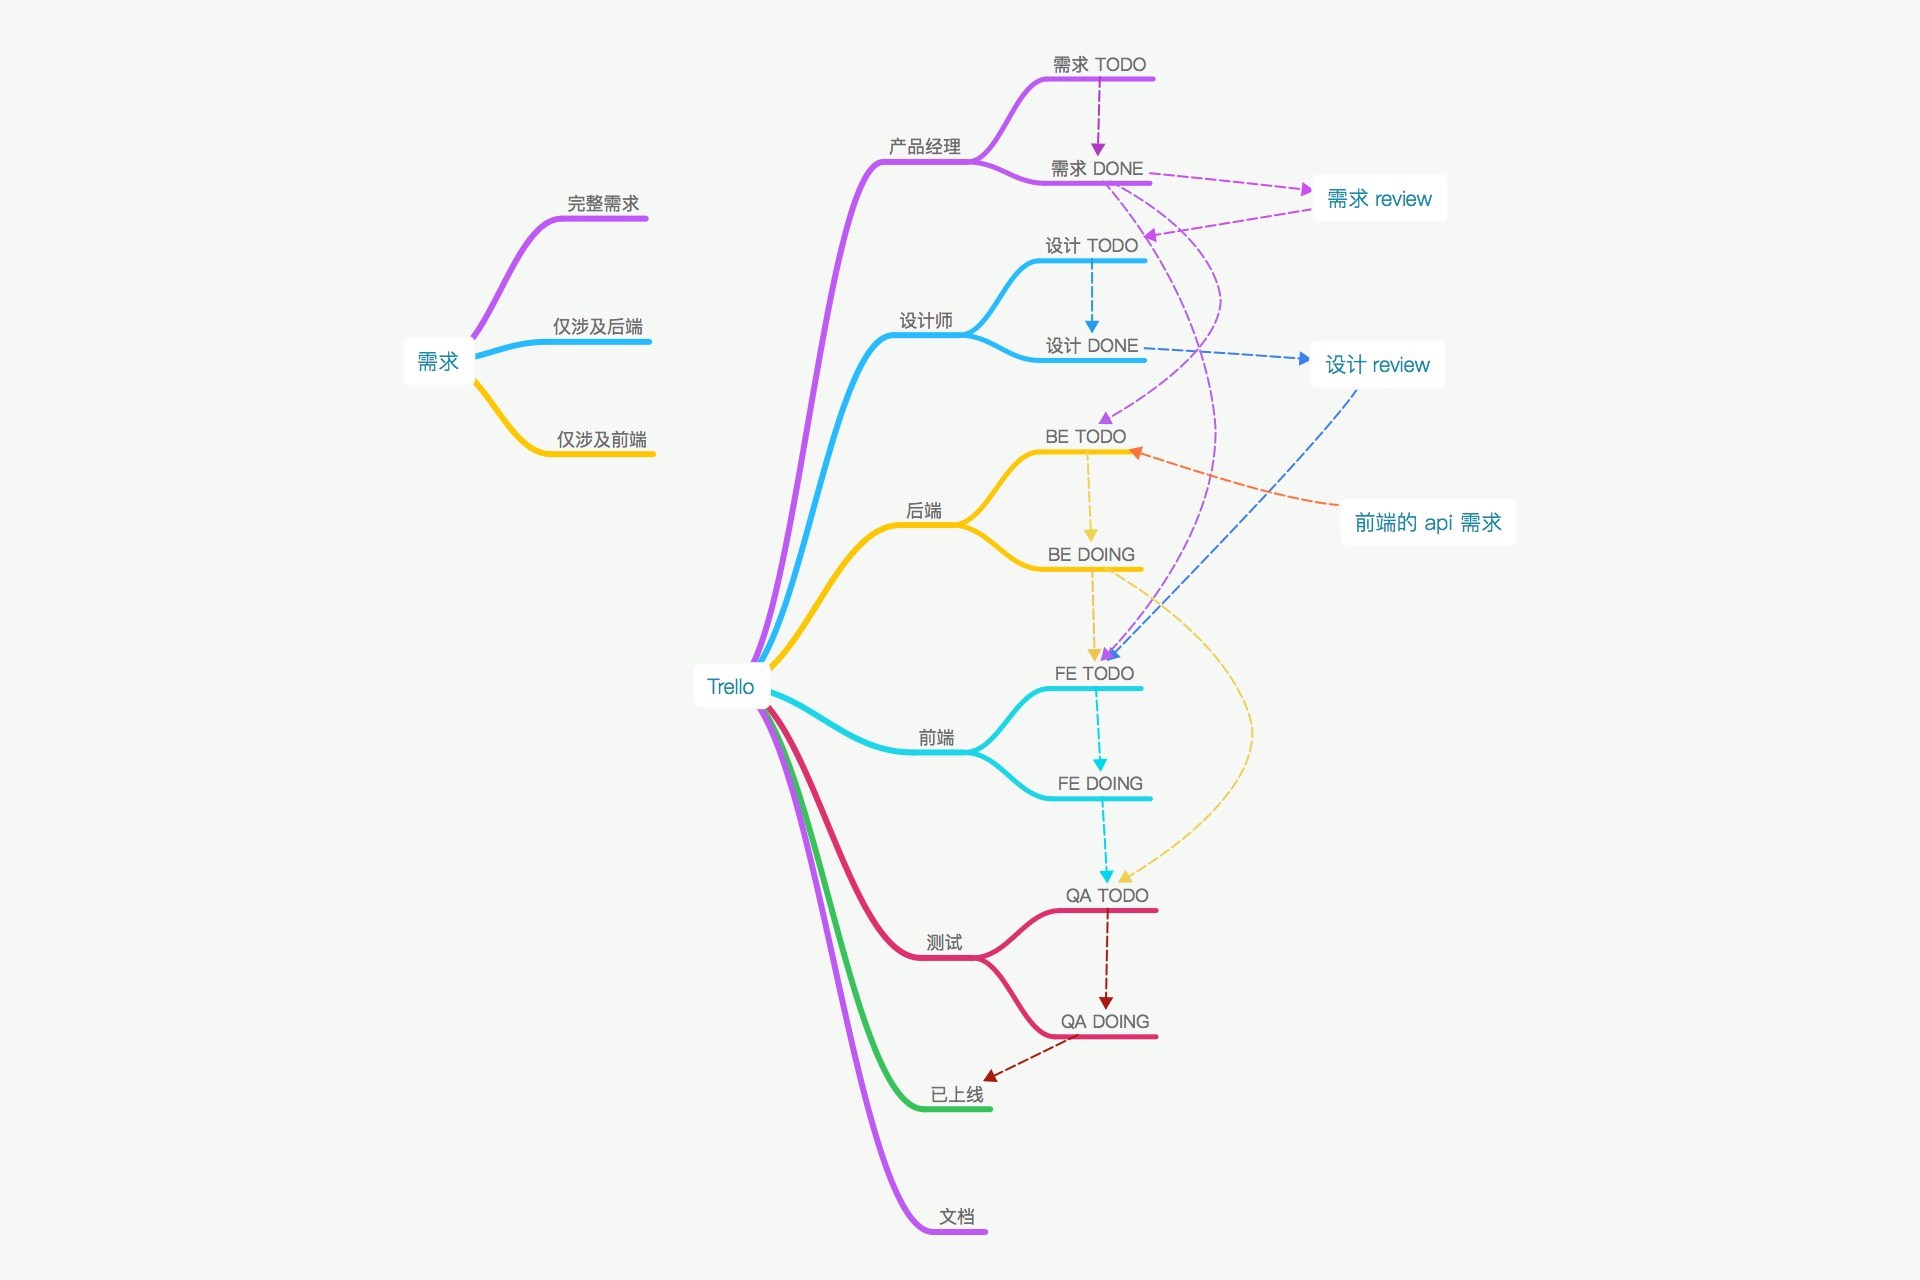 需求
完整需求
仅涉及后端
仅涉及前端
Trello
产品经理
需求 TODO
需求 DONE
需求 review
设计师
设计 TODO
设计 DONE
设计 review
后端
BE TODO
BE DOING
前端的 api 需求
前端
FE TODO
FE DOING
测试
QA TODO
QA DOING
已上线
文档